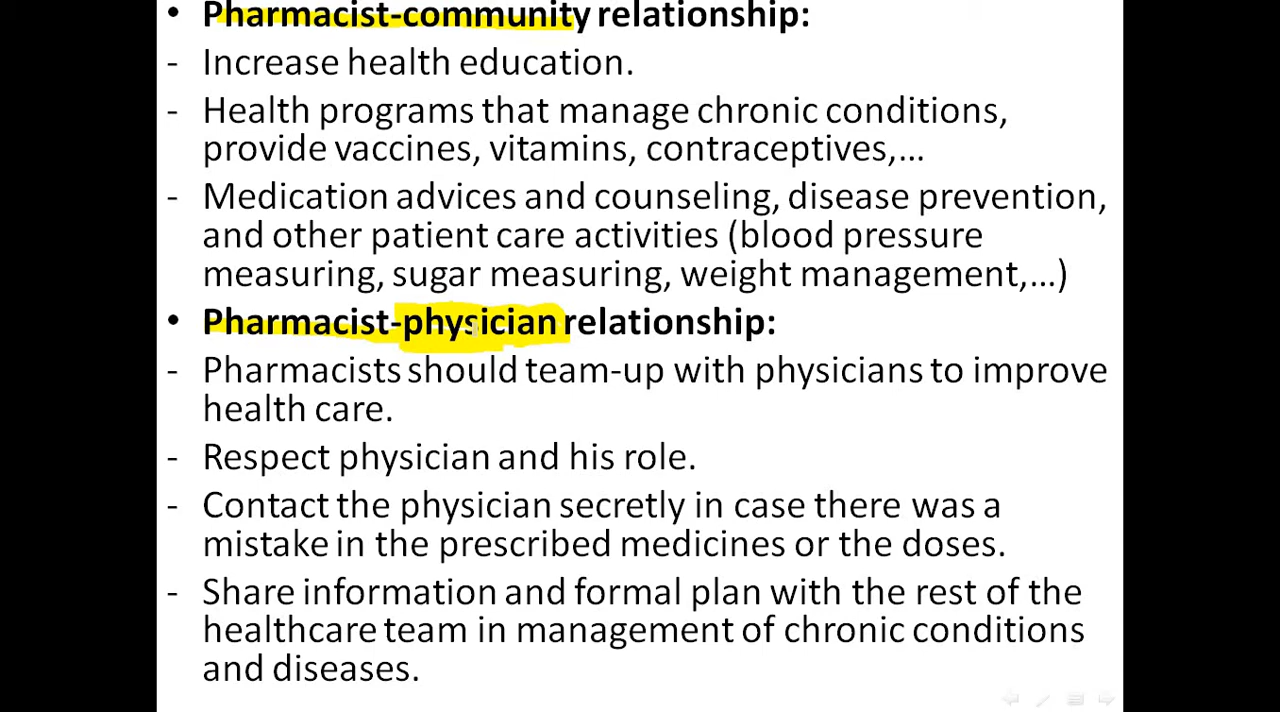 • Pharmacist-community relationship:
- Increase health education.
- Health programs that manage chronic conditions,
provide vaccines, vitamins, contraceptives,…
- Medication advices and counseling, disease prevention,
and other patient care activities (blood pressure
measuring, sugar measuring, weight management,…)
• Pharmacist-physician relationship:
- Pharmacists should team-up with physicians to improve
health care.
- Respect physician and his role.
- Contact the physician secretly in case there was a
mistake in the prescribed medicines or the doses.
- Share information and formal plan with the rest of the
healthcare team in management of chronic conditions
and diseases.